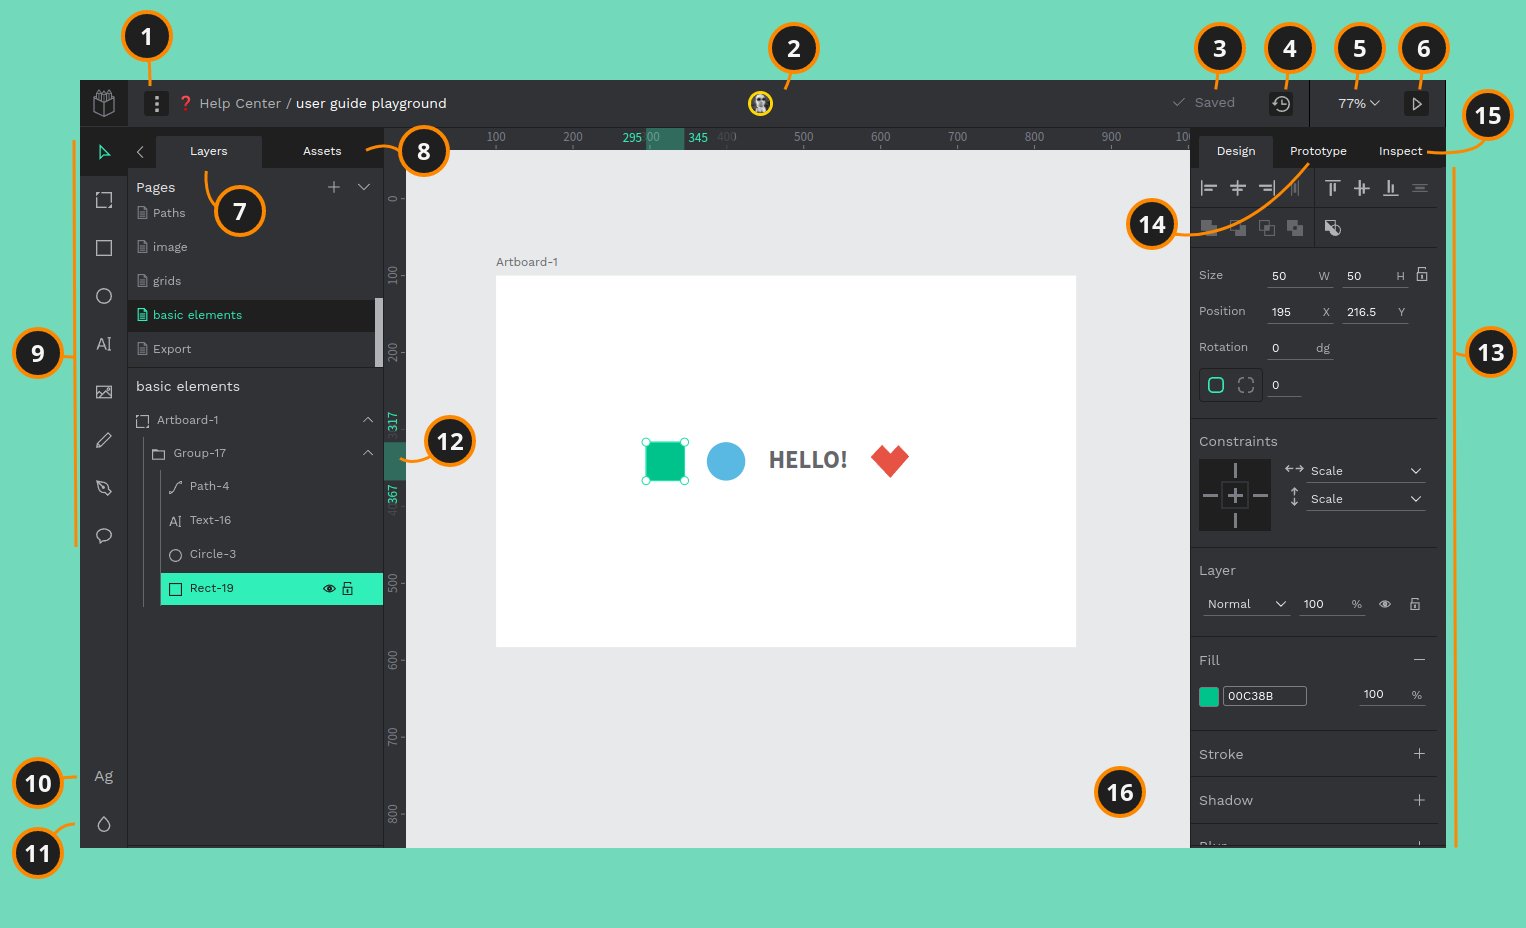 1
2
3
4
5
6
❓ Help Center / user guide playground
Saved
77%
15
Layers
Assets
8
100 200 295 00 345 400 500 600 700 800 900 100
Design
Prototype
Inspect
Pages
7
14
Paths
image
grids
basic elements
Export
9
basic elements
Artboard-1
Group-17
Path-4
AI Text-16
Circle-3
Rect-19
AI
Ag
10
11
0
100
200
317
12
367
500
600
700
800
Artboard-1
HELLO!
16
Size 50 W 50 H
Position 195 X 216.5 Y
Rotation 0 dg
0
13
Constraints
Scale
Scale
Layer
Normal 100 %
Fill
00C38B 100 %
Stroke
Shadow